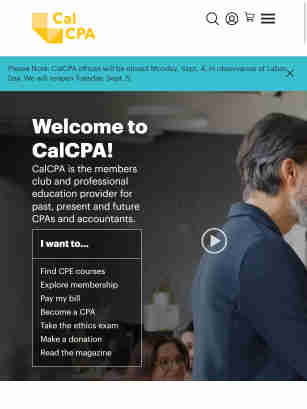 Cal
CPA
Please Note: CalCPA offices will be closed Monday, Sept. 4, in observance of Labor
Day. We will reopen Tuesday, Sept. 5.
Welcome to
CalCPA!
CalCPA is the members
club and professional
education provider for
past, present and future
CPAs and accountants.
I want to...
Find CPE courses
Explore membership
Pay my bill
Become a CPA
Take the ethics exam
Make a donation
Read the magazine